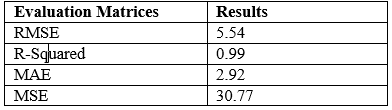 Evaluation Matrices Results
RMSE 5.54
R-Squared 0.99
MAE 2.92
MSE 30.77